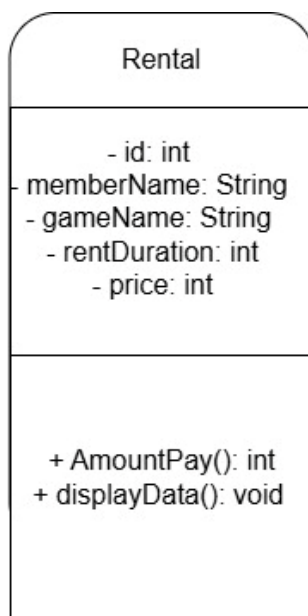 Rental
- id: int
- memberName: String
- gameName: String
- rentDuration: int
- price: int
+ AmountPay(): int
+ displayData(): void